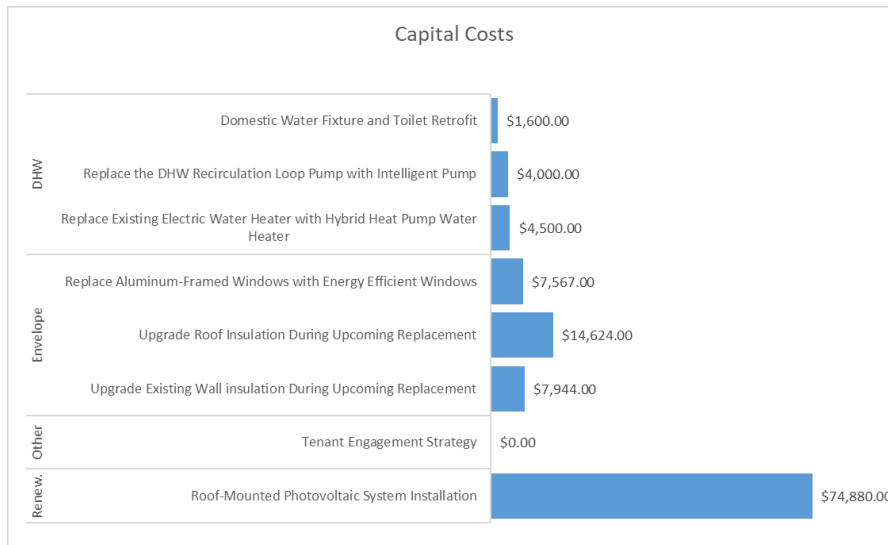 Capital Costs
DHW
Domestic Water Fixture and Toilet Retrofit
$1,600.00
Replace the DHW Recirculation Loop Pump with Intelligent Pump
$4,000.00
Replace Existing Electric Water Heater with Hybrid Heat Pump Water
Heater
$4,500.00
Envelope
Replace Aluminum-Framed Windows with Energy Efficient Windows
$7,567.00
Upgrade Roof Insulation During Upcoming Replacement
$14,624.00
Upgrade Existing Wall insulation During Upcoming Replacement
$7,944.00
Other
Tenant Engagement Strategy
$0.00
Renew.
Roof-Mounted Photovoltaic System Installation
$74,880.00